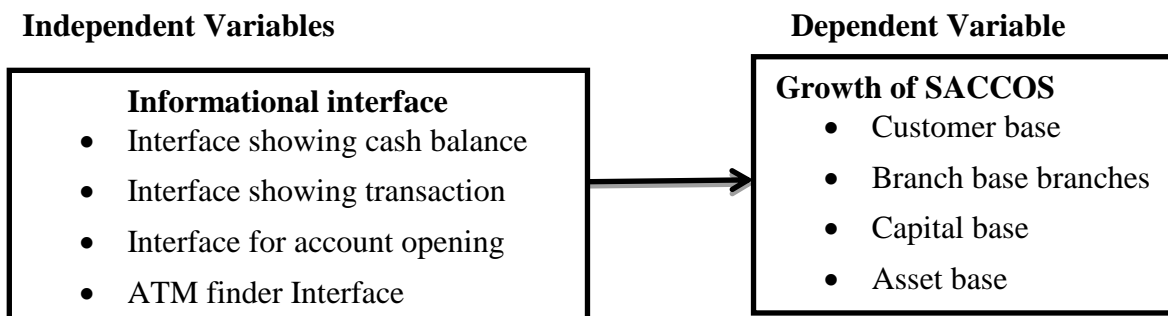 Independent Variables
Dependent Variable
Informational interface
• Interface showing cash balance
• Interface showing transaction
• Interface for account opening
• ATM finder Interface
Growth of SACCOS
• Customer base
• Branch base branches
• Capital base
• Asset base